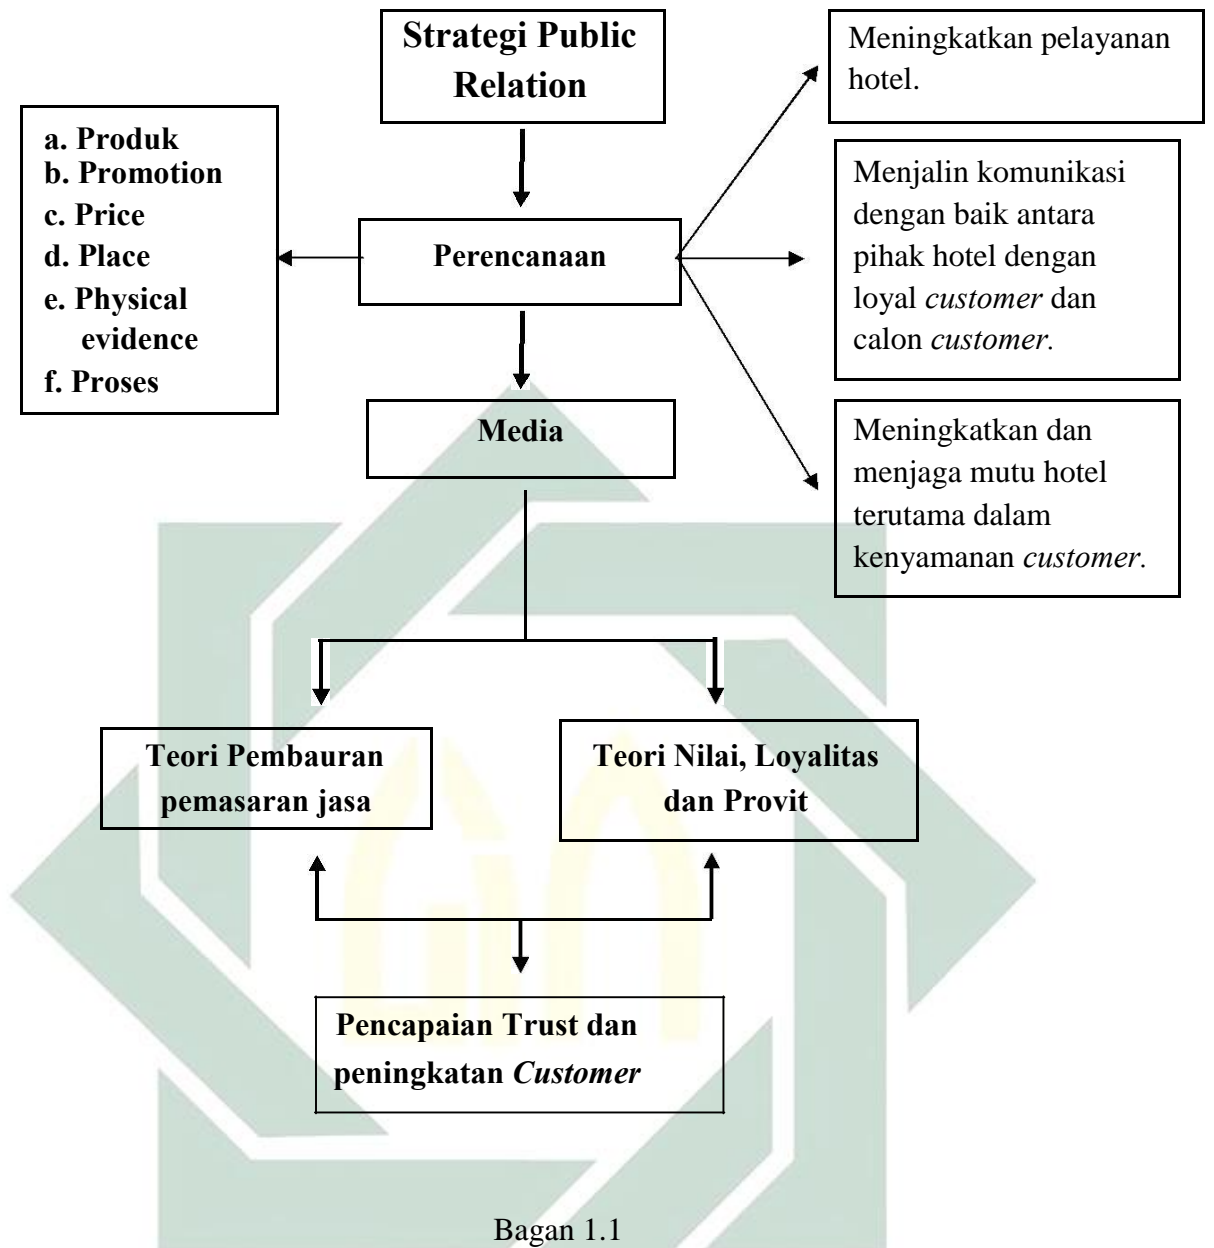 Strategi Public
Relation
Meningkatkan pelayanan
hotel.
a. Produk
b. Promotion
c. Price
d. Place
e. Physical
evidence
f. Proses
Perencanaan
Menjalin komunikasi
dengan baik antara
pihak hotel dengan
loyal customer dan
calon customer.
Media
Meningkatkan dan
menjaga mutu hotel
terutama dalam
kenyamanan customer.
Teori Pembauran
pemasaran jasa
Teori Nilai, Loyalitas
dan Provit
Pencapaian Trust dan
peningkatan Customer
Bagan 1.1